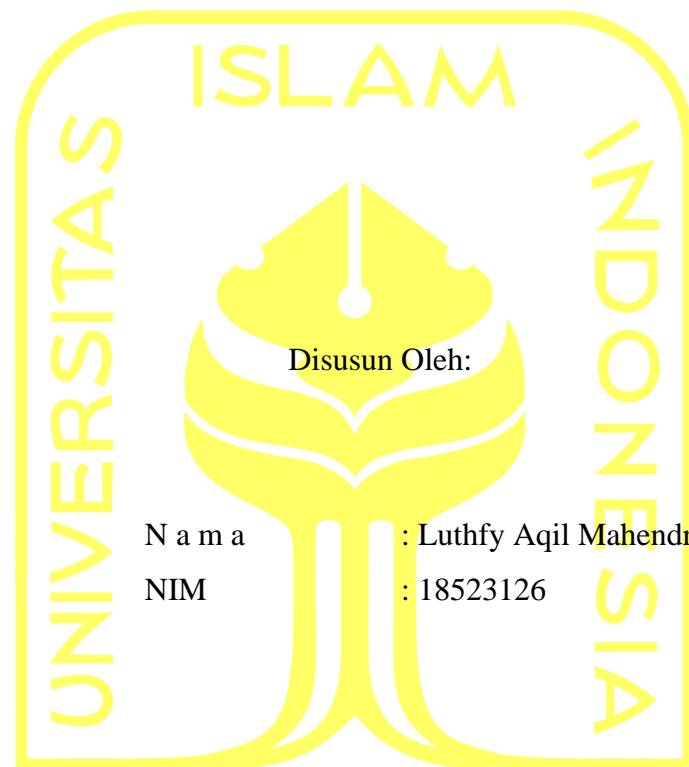 ISLAM
UNIVERSITAS
INDONESIA
Disusun Oleh:
N a m a : Luthfy Aqil
NIM : 18523126